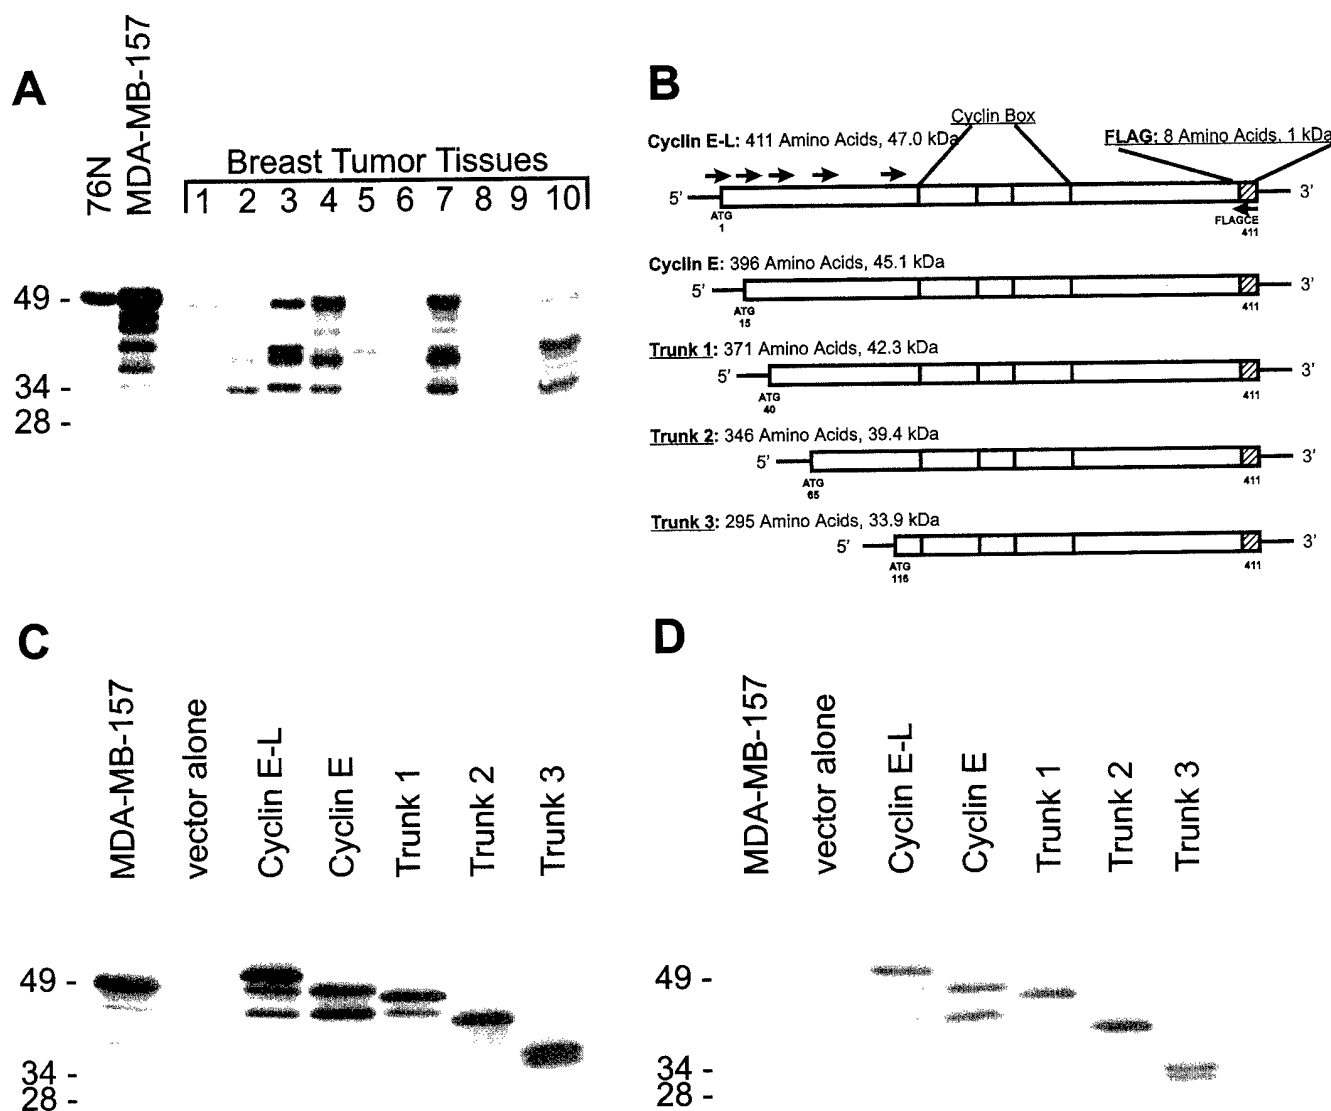 A
76N
MDA-MB-157
Breast Tumor Tissues
1 2 3 4 5 6 7 8 9 10
49 -
34 -
28 -
B
Cyclin Box
Cyclin E-L: 411 Amino Acids, 47.0 kDa
FLAG: 8 Amino Acids, 1 kDa
5' 3'
ATG
1
FLAGCE
411
Cyclin E: 396 Amino Acids, 45.1 kDa
5' 3'
ATG
15
411
Trunk 1: 371 Amino Acids, 42.3 kDa
5' 3'
ATG
40
411
Trunk 2: 346 Amino Acids, 39.4 kDa
5' 3'
ATG
65
411
Trunk 3: 295 Amino Acids, 33.9 kDa
5' 3'
ATG
116
411
C
MDA-MB-157
vector alone
Cyclin E-L
Cyclin E
Trunk 1
Trunk 2
Trunk 3
49 -
34 -
28 -
D
MDA-MB-157
vector alone
Cyclin E-L
Cyclin E
Trunk 1
Trunk 2
Trunk 3
49 -
34 -
28 -